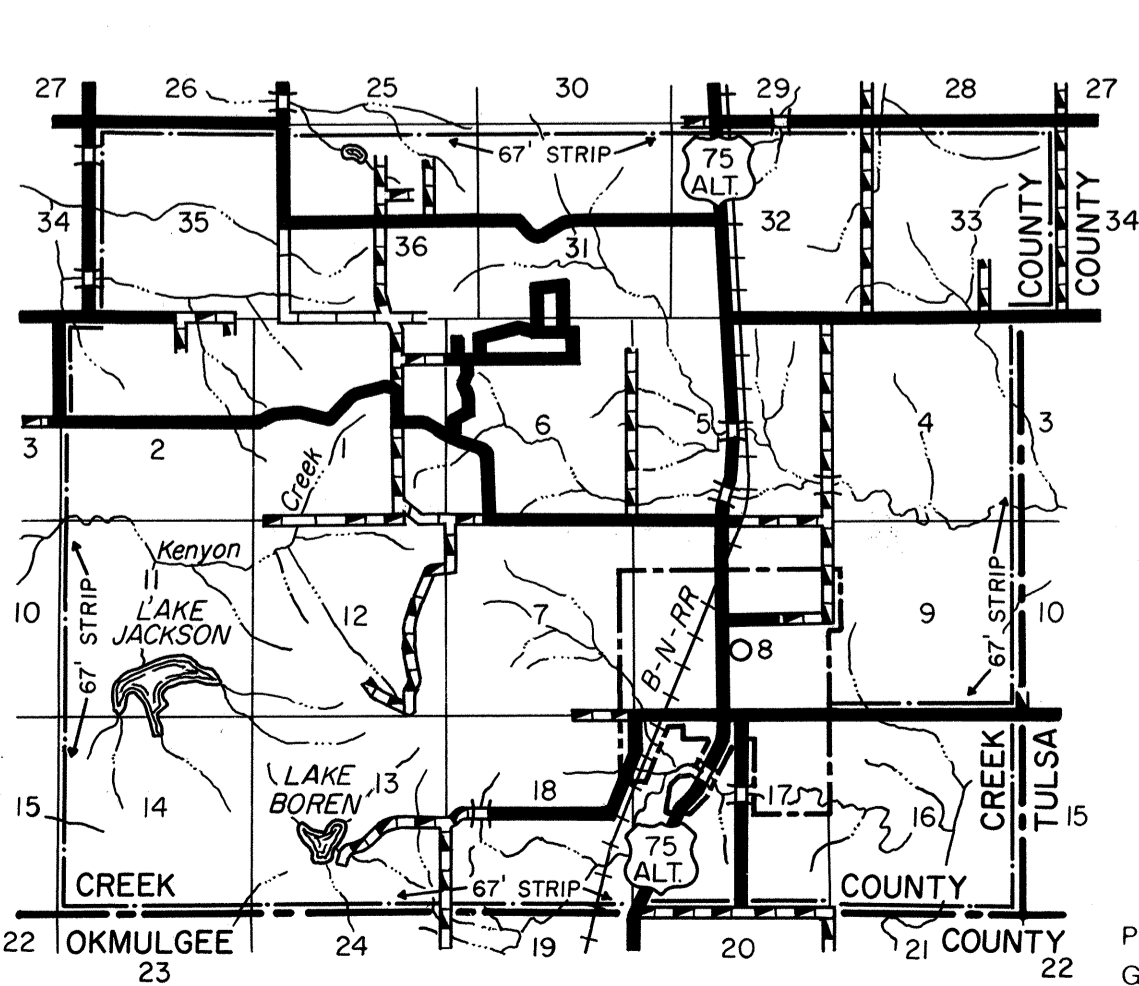 27 26 25 30 29 28 27
67' STRIP
75
ALT.
34 35 36 31 32 33 COUNTY COUNTY 34
3 2 1 6 5 4 3
Creek
Kenyon
67' STRIP
10 11 12 7 B-N-RR 8 9 67' STRIP 10
LAKE
JACKSON
LAKE
BOREN
15 14 13 18 17 16 CREEK TULSA 15
75
ALT.
67' STRIP
CREEK COUNTY
OKMULGEE COUNTY
22 23 24 19 20 21 22
P
G